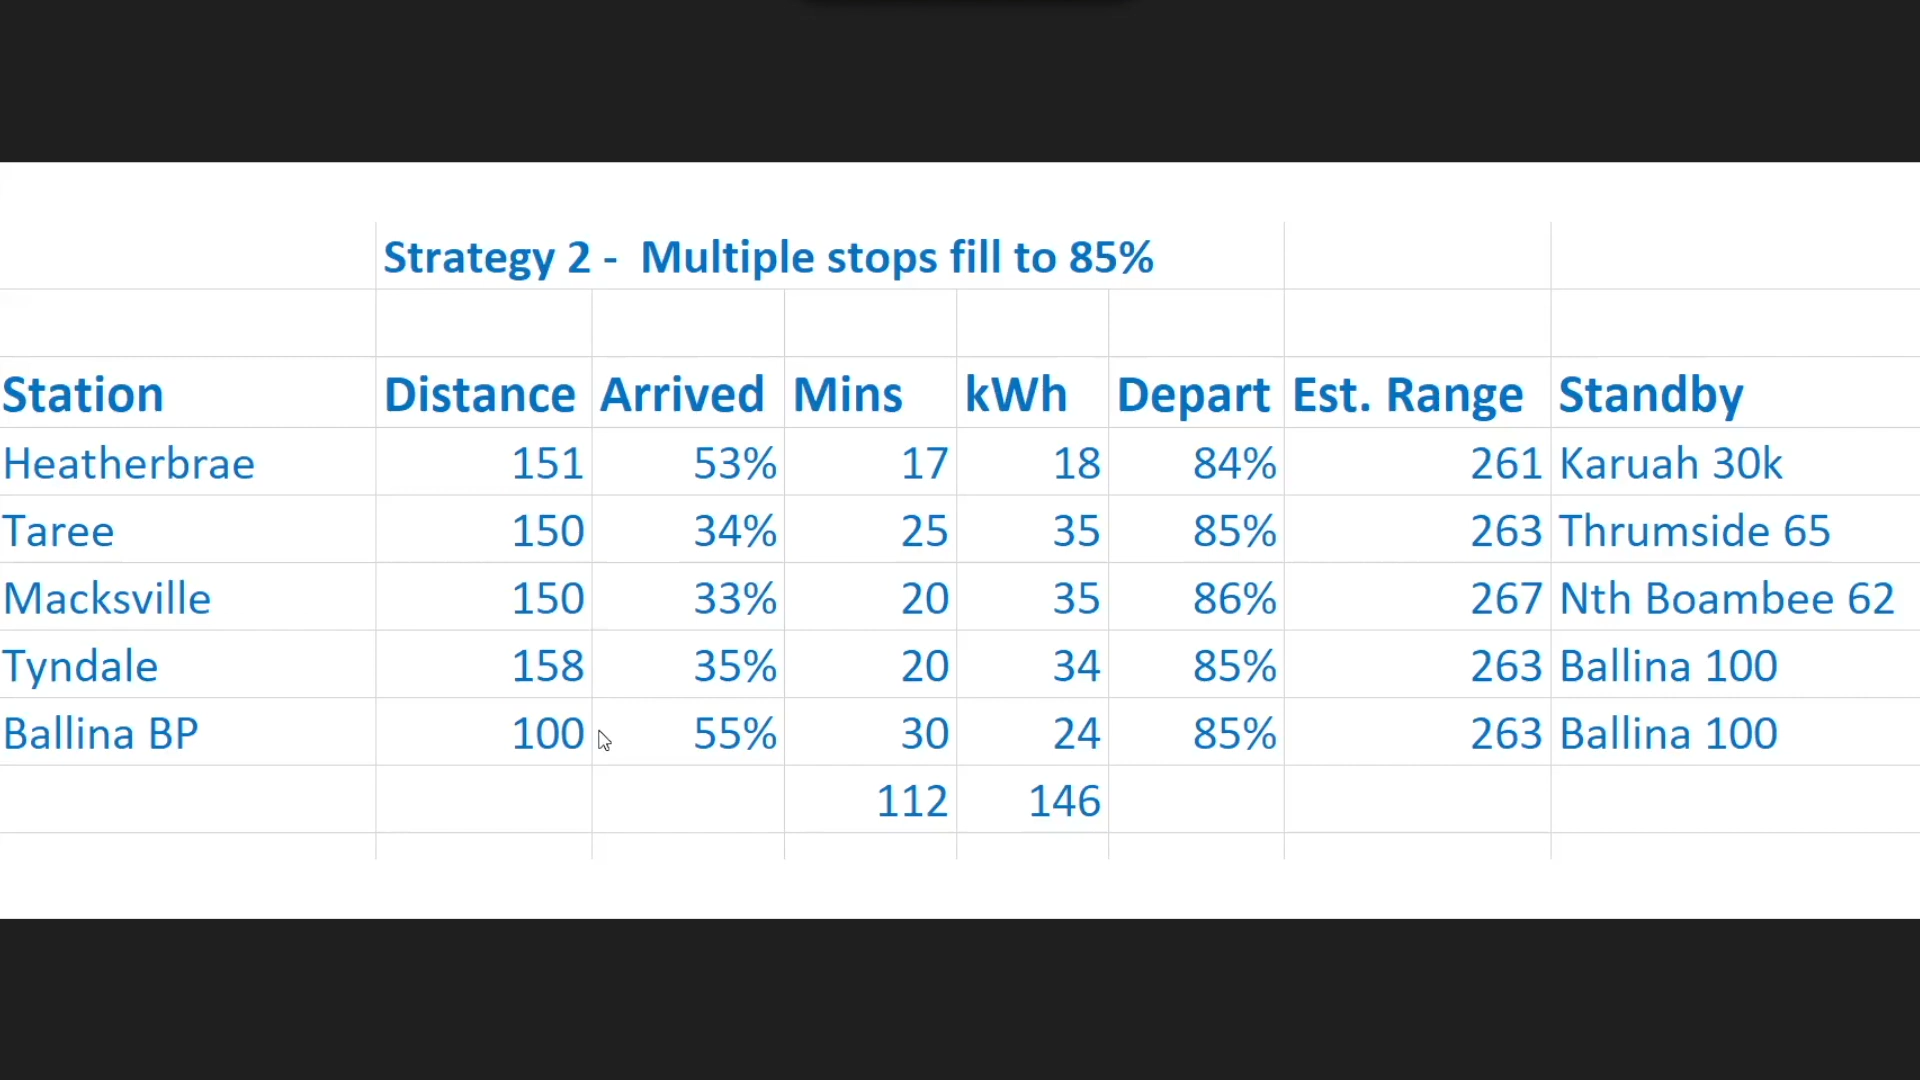 Strategy 2 -  Multiple stops fill to 85%
Station Distance Arrived Mins kWh Depart Est. Range Standby
Heatherbrae 151 53% 17 18 84% 261 Karuah 30k
Taree 150 34% 25 35 85% 263 Thrumside 65
Macksville 150 33% 20 35 86% 267 Nth Boambee 62
Tyndale 158 35% 20 34 85% 263 Ballina 100
Ballina BP 100 55% 30 24 85% 263 Ballina 100
112 146